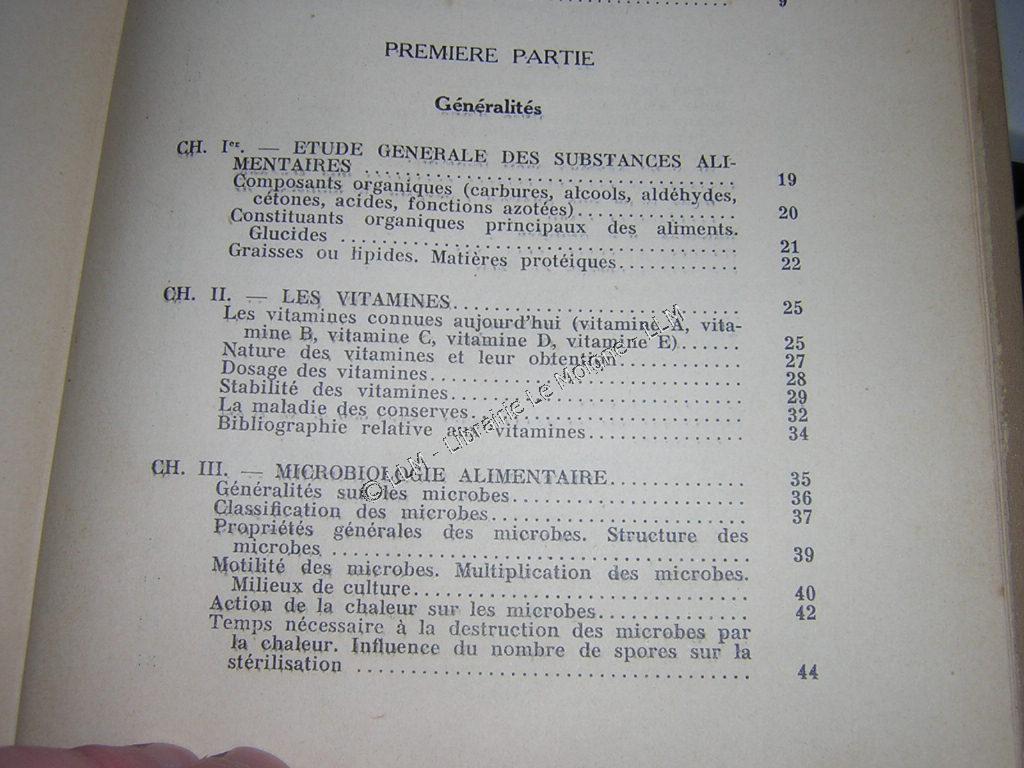 9
PREMIERE PARTIE
Généralités
CH. Ier. — ETUDE GENERALE DES SUBSTANCES ALI-
MENTAIRES ........ 19
Composants organiques (carbures, alcools, aldéhydes,
cétones, acides, fonctions azotées)........ 20
Constituants organiques principaux des aliments.
Glucides ........ 21
Graisses ou lipides. Matières protéiques........ 22
CH. II. — LES VITAMINES........ 25
Les vitamines connues aujourd'hui (vitamine A, vita-
mine B, vitamine C, vitamine D, vitamine E)...... 25
Nature des vitamines et leur obtention........ 27
Dosage des vitamines........ 28
Stabilité des vitamines........ 29
La maladie des conserves........ 32
Bibliographie relative aux vitamines........ 34
CH. III. — MICROBIOLOGIE ALIMENTAIRE........ 35
Généralités sur les microbes........ 36
Classification des microbes........ 37
Propriétés générales des microbes. Structure des
microbes ........ 39
Motilité des microbes. Multiplication des microbes.
Milieux de culture........ 40
Action de la chaleur sur les microbes........ 42
Temps nécessaire à la destruction des microbes par
la chaleur. Influence du nombre de spores sur la
stérilisation ........ 44
© LLM - Librairie Le Moïone - LLM